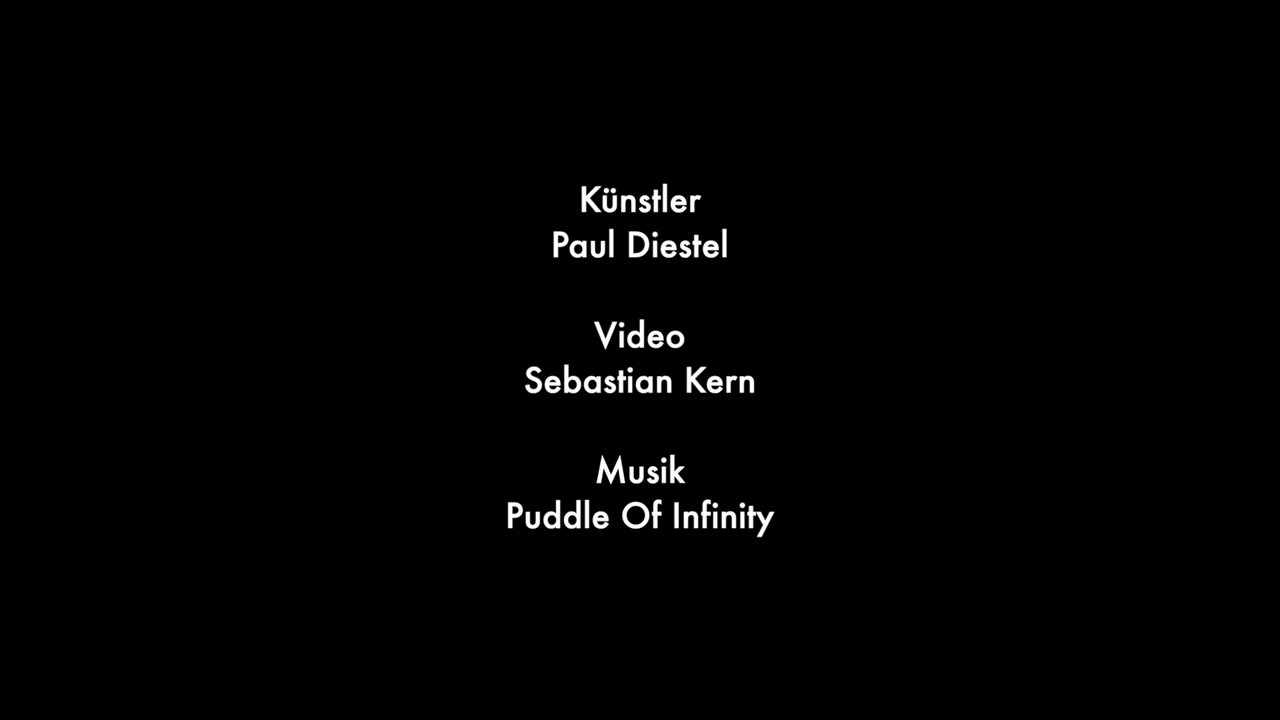 Künstler
Paul Diestel
Video
Sebastian Kern
Musik
Puddle Of Infinity